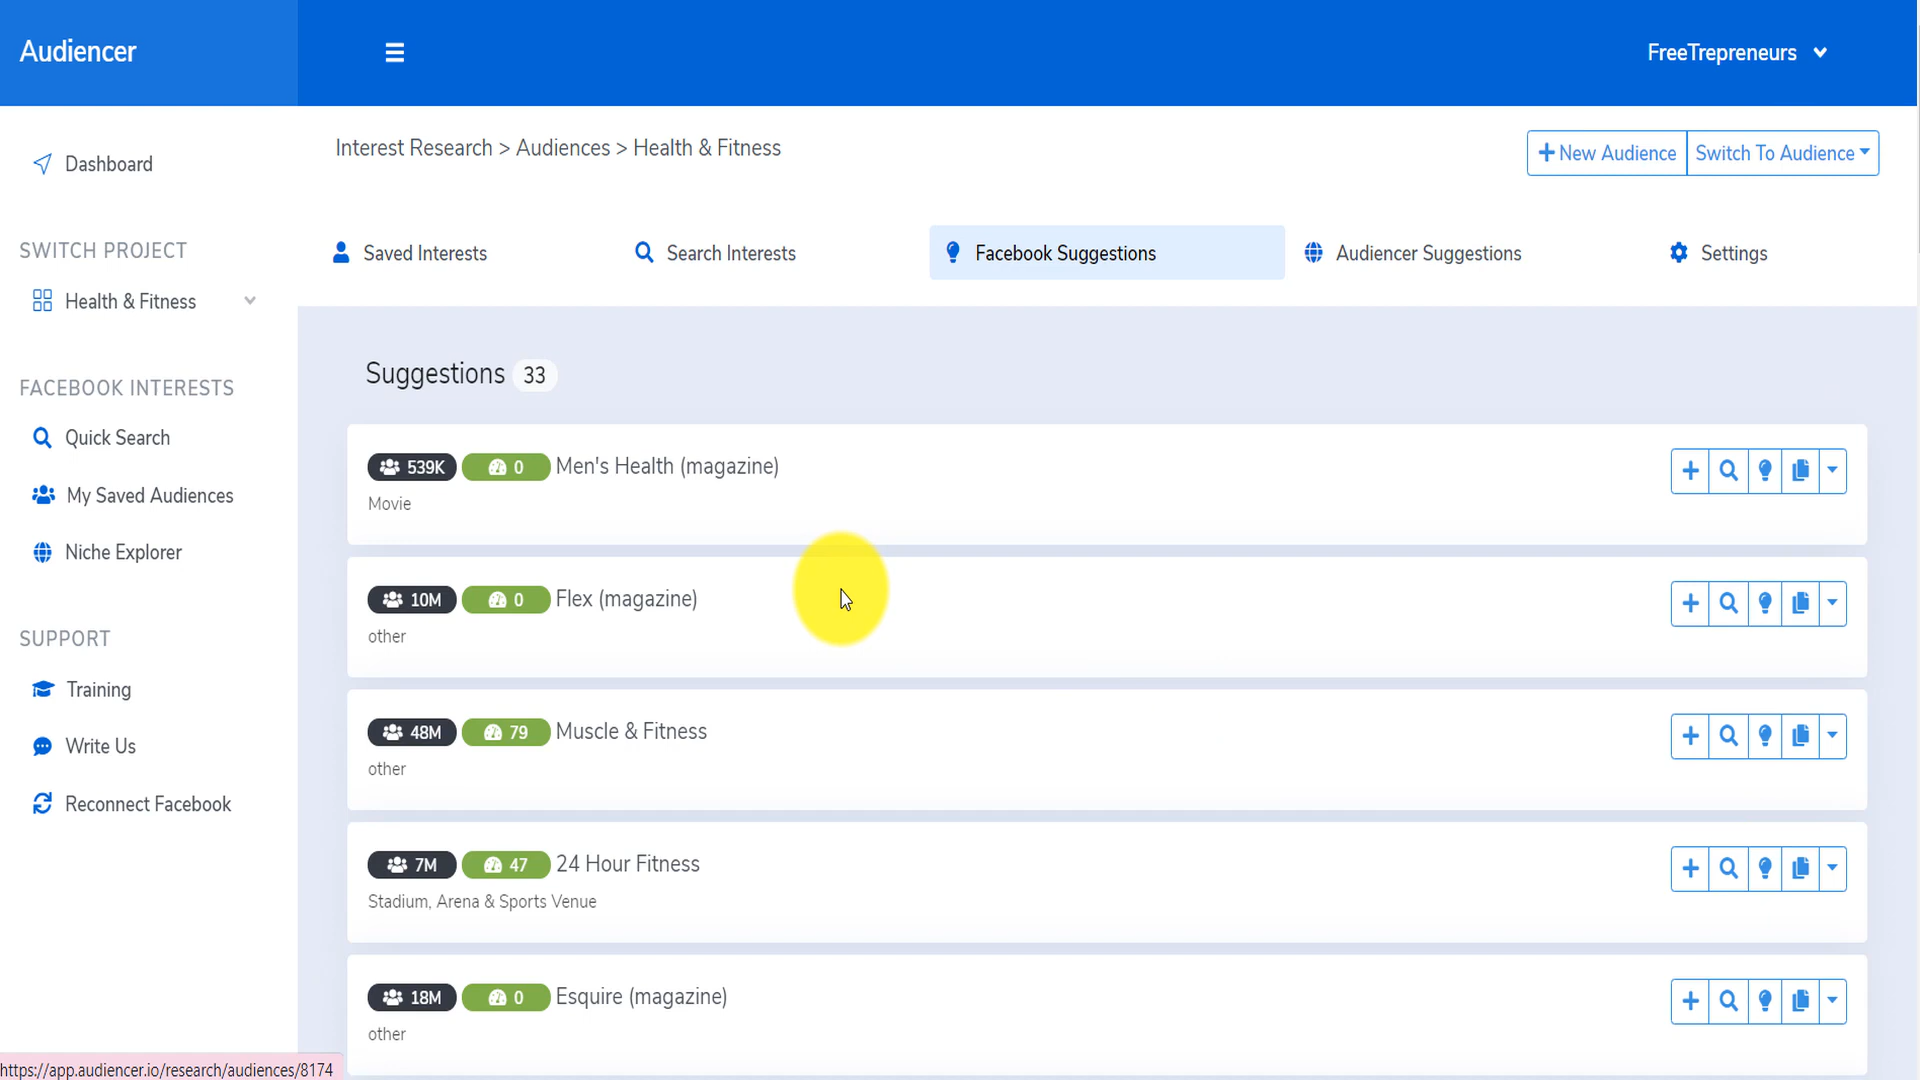 Audiencer
FreeTrepreneurs
Dashboard
SWITCH PROJECT
Health & Fitness
FACEBOOK INTERESTS
Quick Search
My Saved Audiences
Niche Explorer
SUPPORT
Training
Write Us
Reconnect Facebook
Interest Research > Audiences > Health & Fitness
New Audience
Switch To Audience
Saved Interests
Search Interests
Facebook Suggestions
Audiencer Suggestions
Settings
Suggestions 33
539K 0 Men's Health (magazine)
Movie
10M 0 Flex (magazine)
other
48M 79 Muscle & Fitness
other
7M 47 24 Hour Fitness
Stadium, Arena & Sports Venue
18M 0 Esquire (magazine)
other
https://app.audiencer.io/research/audiences/8174